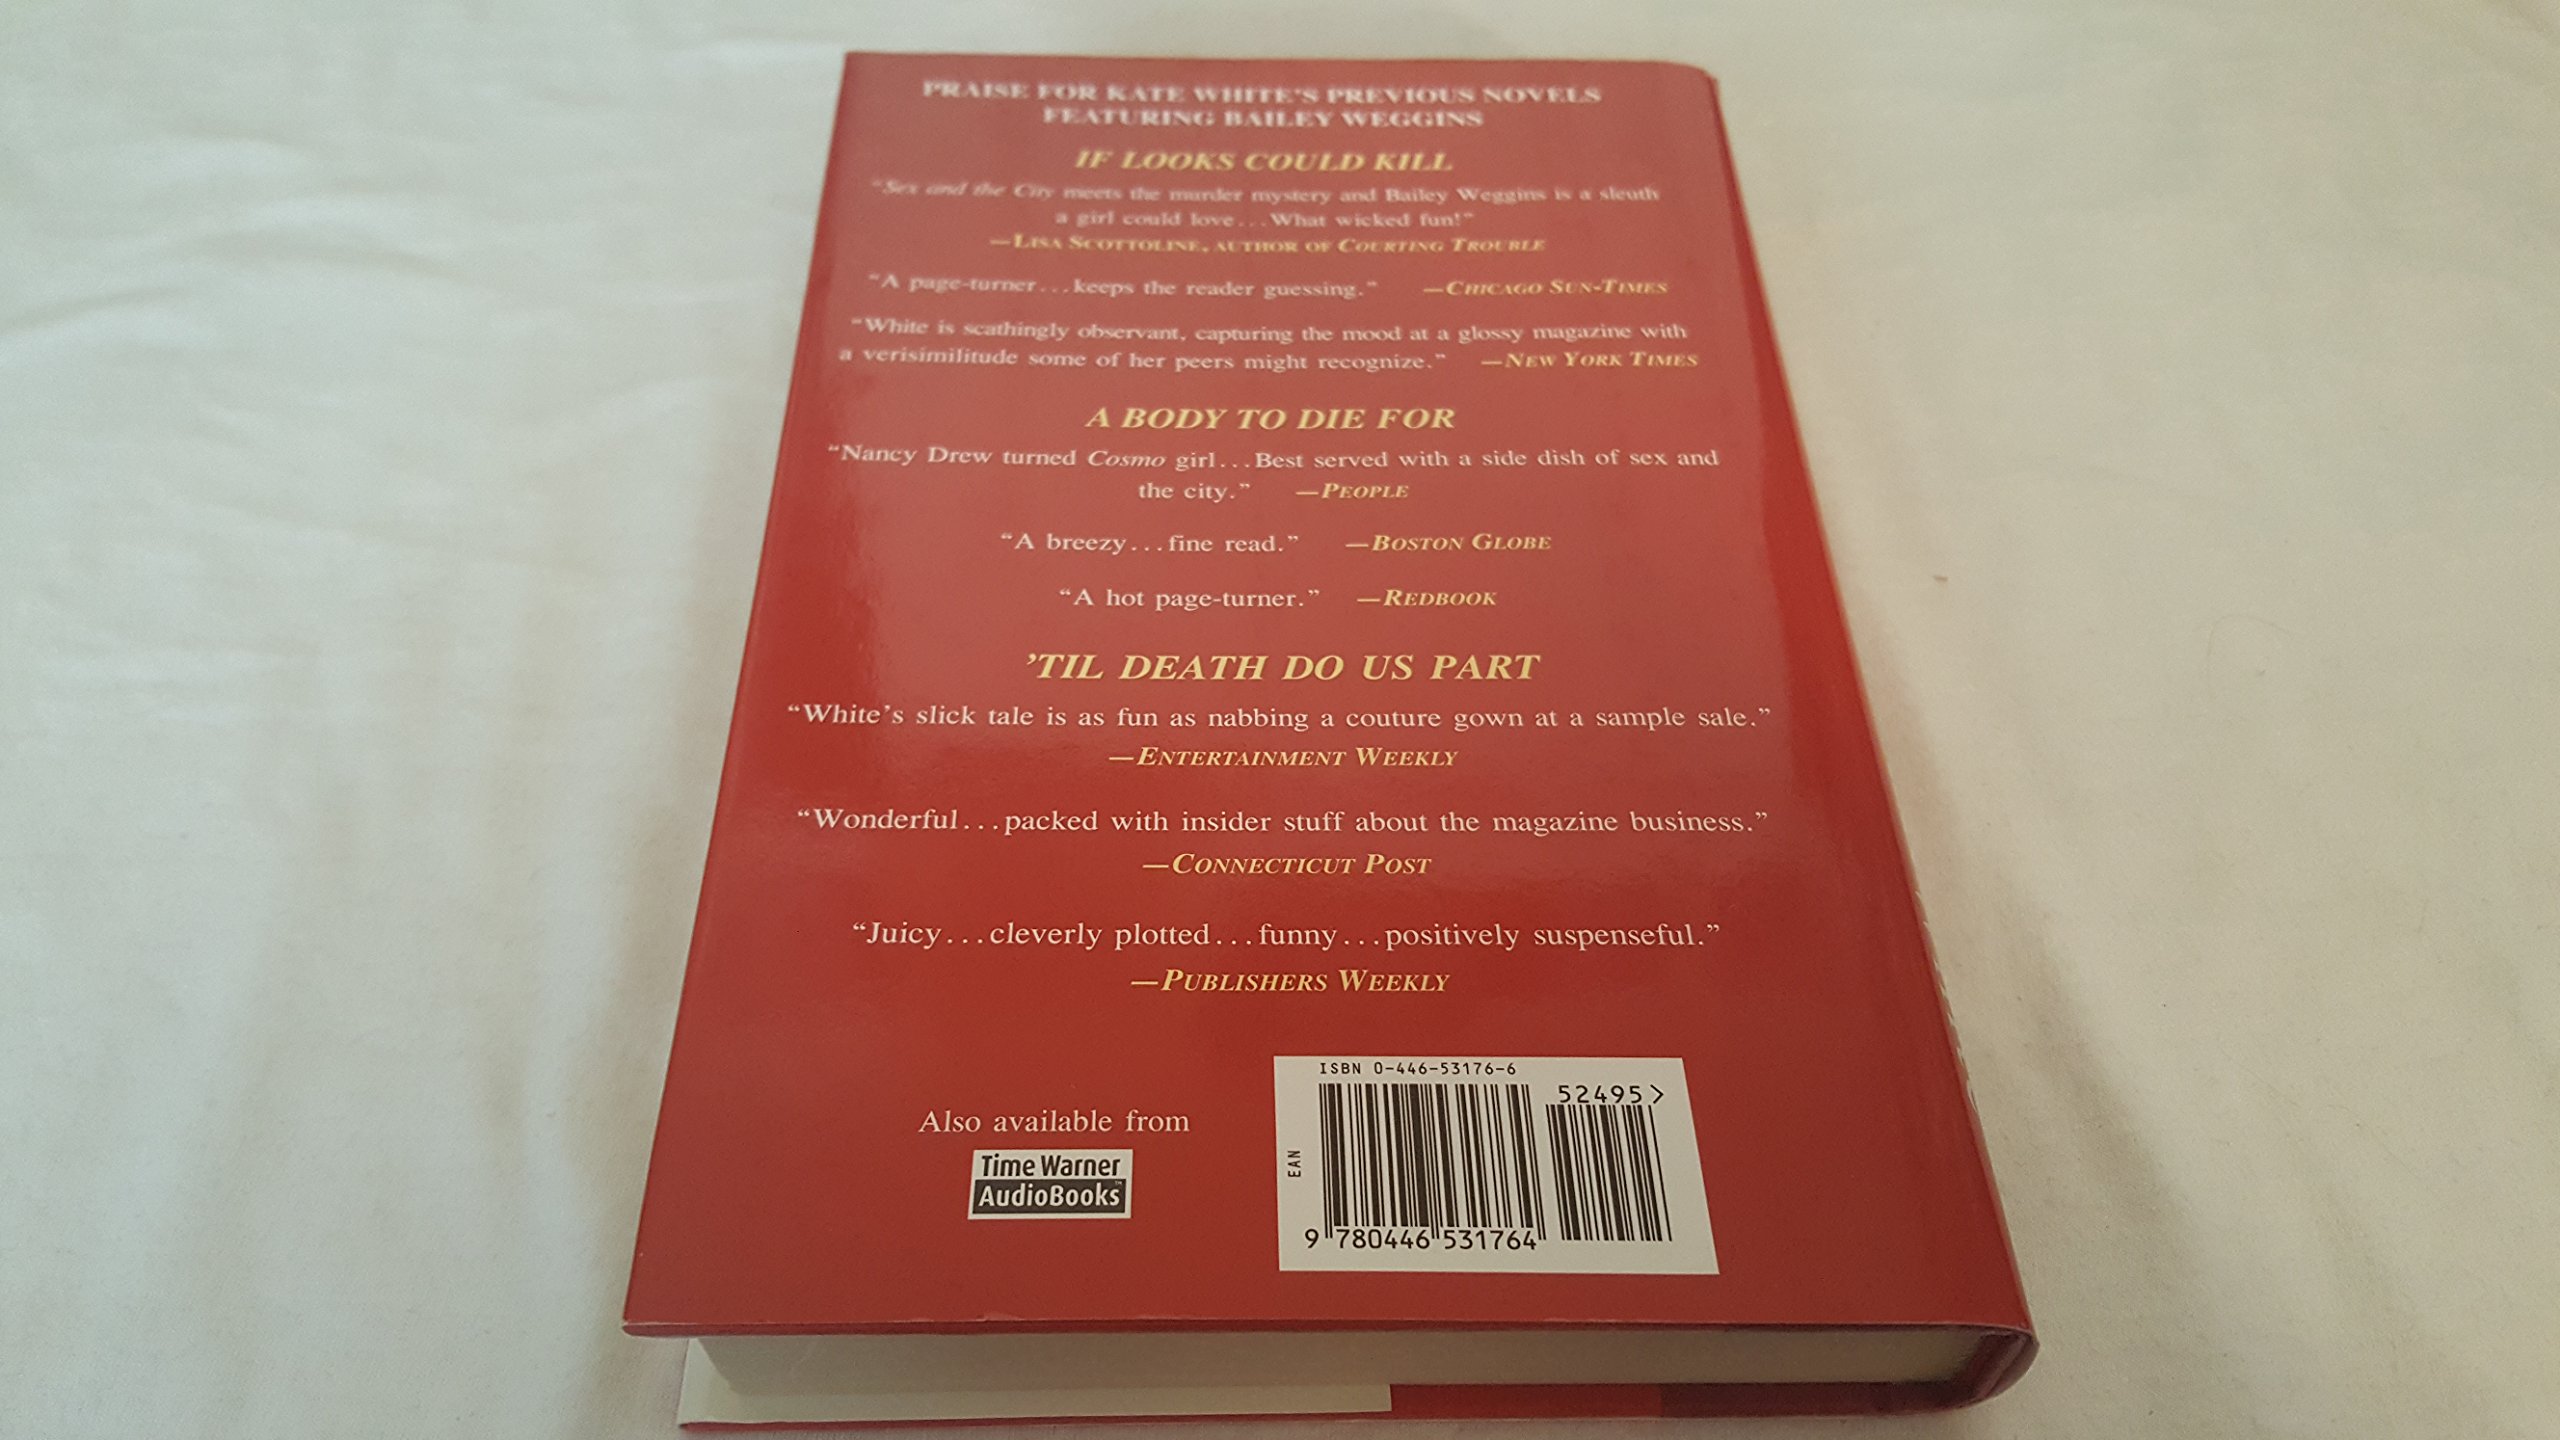 PRAISE FOR KATE WHITE'S PREVIOUS NOVELS
FEATURING BAILEY WEGGINS
IF LOOKS COULD KILL
"Sex and the City meets the murder mystery and Bailey Weggins is a sleuth
a girl could love...What wicked fun!"
—LISA SCOTTOLINE, AUTHOR OF COURTING TROUBLE
"A page-turner...keeps the reader guessing." —CHICAGO SUN-TIMES
"White is scathingly observant, capturing the mood at a glossy magazine with
a verisimilitude some of her peers might recognize." —NEW YORK TIMES
A BODY TO DIE FOR
"Nancy Drew turned Cosmo girl...Best served with a side dish of sex and
the city." —PEOPLE
"A breezy...fine read." —BOSTON GLOBE
"A hot page-turner." —REDBOOK
'TIL DEATH DO US PART
"White's slick tale is as fun as nabbing a couture gown at a sample sale."
—ENTERTAINMENT WEEKLY
"Wonderful...packed with insider stuff about the magazine business."
—CONNECTICUT POST
"Juicy...cleverly plotted...funny...positively suspenseful."
—PUBLISHERS WEEKLY
Also available from
Time Warner
AudioBooks™
ISBN 0-446-53176-6
52495>
EAN
9 780446 531764